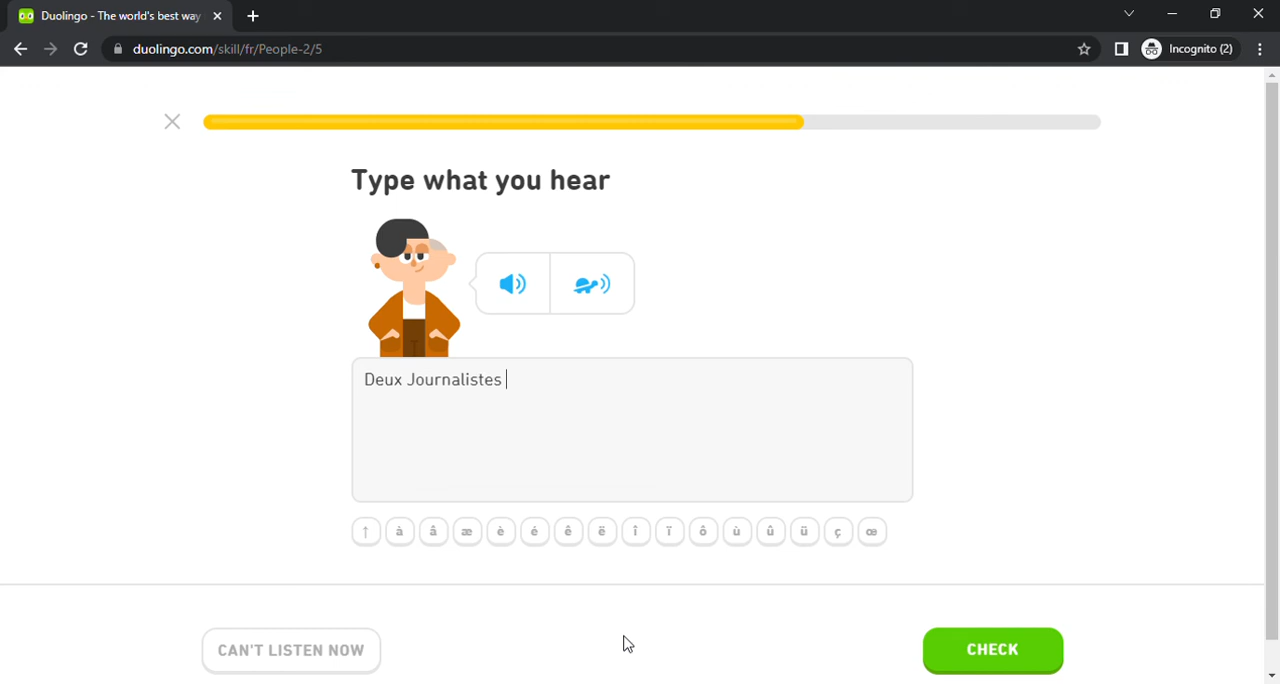 Duolingo - The world's best way
duolingo.com/skill/fr/People-2/5
Incognito (2)
Type what you hear
Deux Journalistes
↑ à â æ è é ê ë î ï ô ù û ü ç œ
CAN'T LISTEN NOW
CHECK